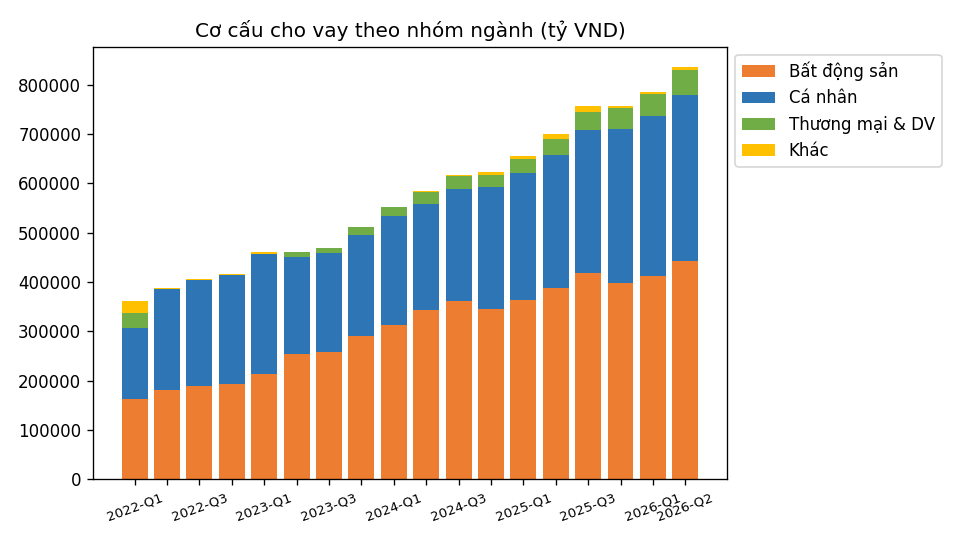 Cơ cấu cho vay theo nhóm ngành (tỷ VND)
800000
700000
600000
500000
400000
300000
200000
100000
0
2022-Q1
2022-Q3
2023-Q1
2023-Q3
2024-Q1
2024-Q3
2025-Q1
2025-Q3
2026-Q1
2026-Q2
Bất động sản
Cá nhân
Thương mại & DV
Khác